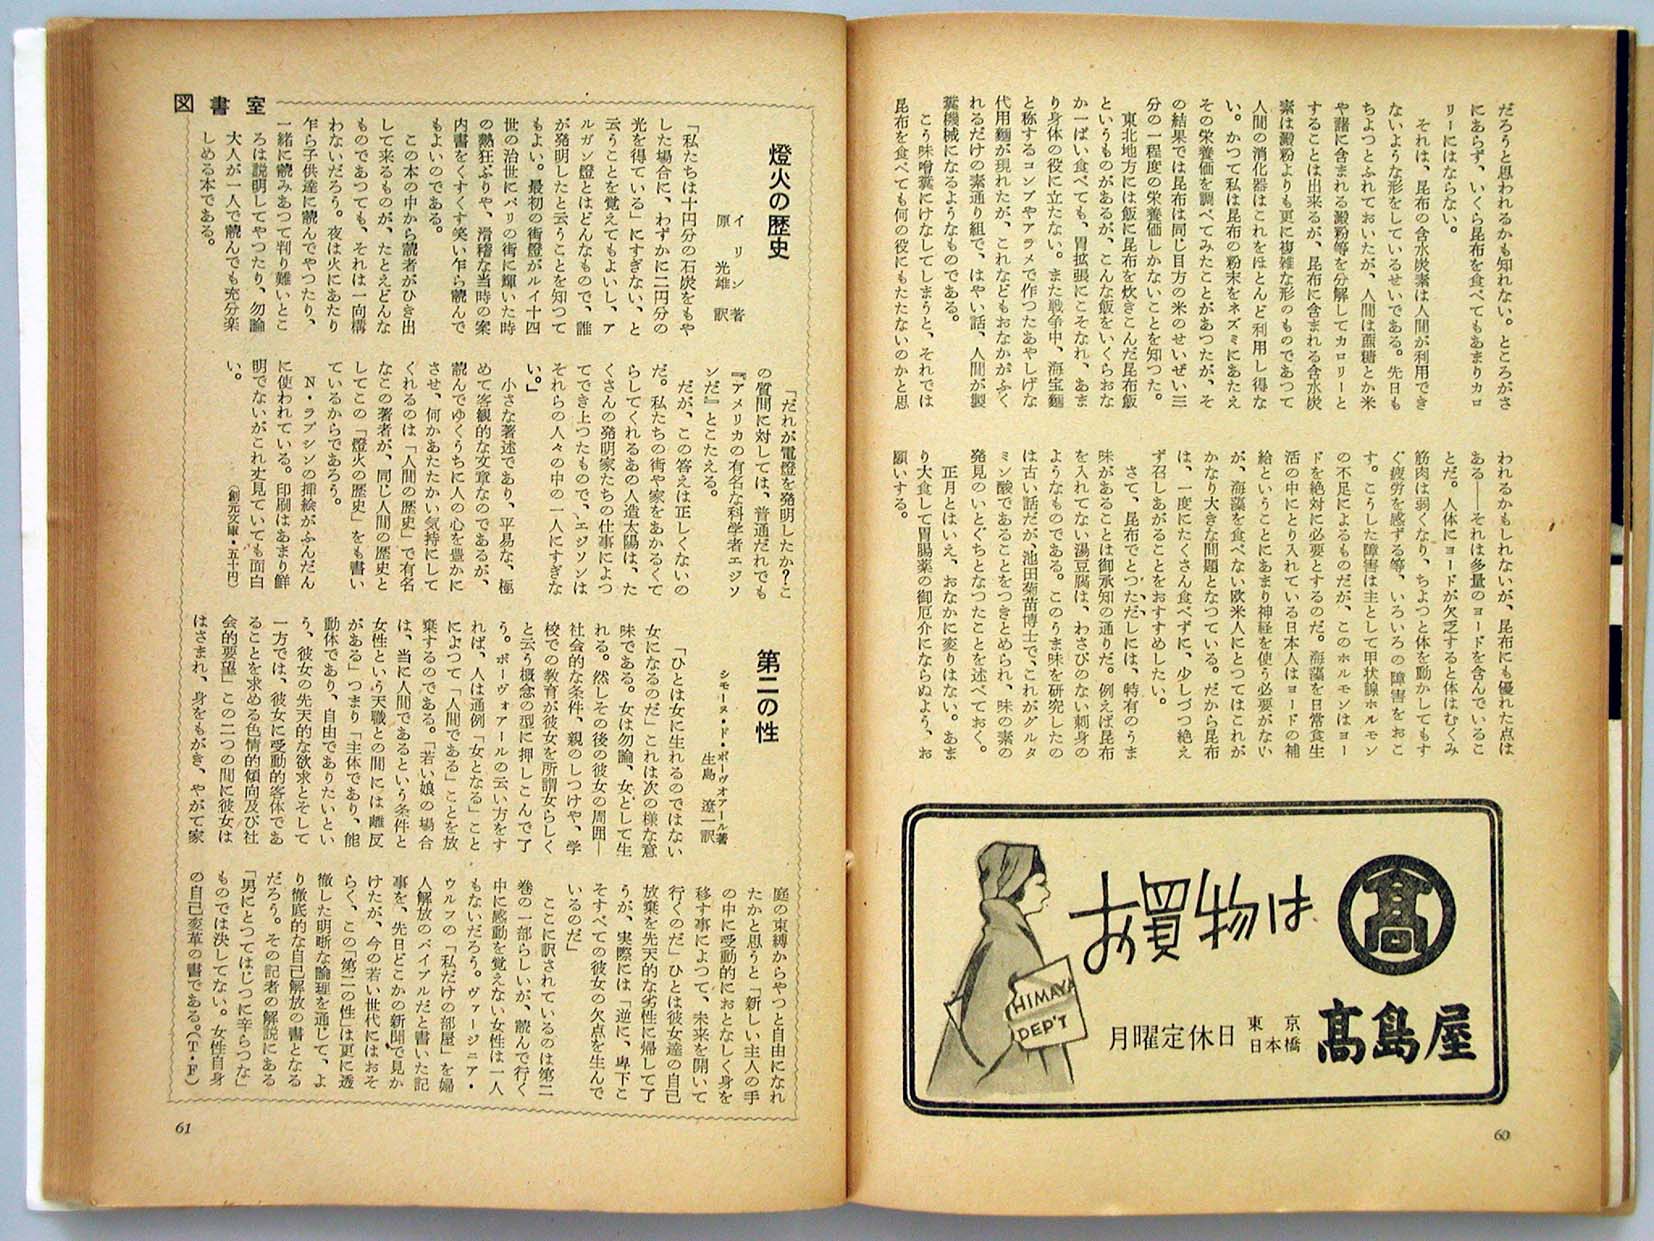 だろうと思われるかも知れない。ところがさ
にあらず、いくら昆布を食べてもあまりカロ
リーにはならない。
それは、昆布の含水炭素は人間が利用でき
ないような形をしているせいである。先日も
ちよつとふれておいたが、人間は蔗糖とか米
や藷に含まれる澱粉等を分解してカロリーと
することは出来るが、昆布に含まれる含水炭
素は澱粉よりも更に複雑な形のものであつて
人間の消化器はこれをほとんど利用し得な
い。かつて私は昆布の粉末をネズミにあたえ
その栄養価を調べてみたことがあつたが、そ
の結果では昆布は同じ目方の米のせいぜい三
分の一程度の栄養価しかないことを知つた。
東北地方には飯に昆布を炊きこんだ昆布飯
というものがあるが、こんな飯をいくらおな
か一ぱい食べても、胃拡張にこそなれ、あま
り身体の役に立たない。また戦争中、海宝麺
と称するコンブやアラメで作つたあやしげな
代用麺が現れたが、これなどもおなかがふく
れるだけの素通り組で、はやい話、人間が製
糞機械になるようなものである。
こう味噌糞にけなしてしまうと、それでは
昆布を食べても何の役にもたたないのかと思
われるかもしれないが、昆布にも優れた点は
ある――それは多量のヨードを含んでいるこ
とだ。人体にヨードが欠乏すると体はむくみ
筋肉は弱くなり、ちよつと体を動かしてもす
ぐ疲労を感ずる等、いろいろの障害をおこ
す。こうした障害は主として甲状腺ホルモン
の不足によるものだが、このホルモンはヨー
ドを絶対に必要とするのだ。海藻を日常食生
活の中にとり入れている日本人はヨードの補
給ということにあまり神経を使う必要がない
が、海藻を食べない欧米人にとつてはこれが
かなり大きな問題となつている。だから昆布
は、一度にたくさん食べずに、少しづつ絶え
ず召しあがることをおすすめしたい。
さて、昆布でとつただしには、特有のうま
味があることは御承知の通りだ。例えば昆布
を入れてない湯豆腐は、わさびのない刺身の
ようなものである。このうま味を研究したの
は古い話だが、池田菊苗博士で、これがグルタ
ミン酸であることをつきとめられ、味の素の
発見のいとぐちとなつたことを述べておく。
正月とはいえ、おなかに変りはない。あま
り大食して胃腸薬の御厄介にならぬよう、お
願いする。
お買物は
髙
髙島屋
東京
日本橋
月曜定休日
HIMAYA
DEP'T
60
図書室
燈火の歴史
イリン著
原光雄訳
「私たちは十円分の石炭をもや
した場合に、わずかに二円分の
光を得ている」にすぎない、と
云うことを覚えてもよいし、ア
ルガン燈とはどんなもので、誰
が発明したと云うことを知つて
もよい。最初の街燈がルイ十四
世の治世にパリの街に輝いた時
の熱狂ぶりや、滑稽な当時の案
内書をくすくす笑い乍ら読んで
もよいのである。
この本の中から読者がひき出
して来るものが、たとえどんな
ものであつても、それは一向構
わないだろう。夜は火にあたり
乍ら子供達に読んでやつたり、
一緒に読みあつて判り難いとこ
ろは説明してやつたり、勿論
大人が一人で読んでも充分楽
しめる本である。
「だれが電燈を発明したか？こ
の質問に対しては、普通だれでも
『アメリカの有名な科学者エジソ
ンだ』とこたえる。
だが、この答えは正しくないの
だ。私たちの街や家をあかるくて
らしてくれるあの人造太陽は、た
くさんの発明家たちの仕事によつ
てでき上つたもので、エジソンは
それらの人々の中の一人にすぎな
い。」
小さな著述であり、平易な、極
めて客観的な文章なのであるが、
読んでゆくうちに人の心を豊かに
させ、何かあたたかい気持にして
くれるのは「人間の歴史」で有名
なこの著者が、同じ人間の歴史と
してこの「燈火の歴史」をも書い
ているからであろう。
N・ラプシンの挿絵がふんだん
に使われている。印刷はあまり鮮
明でないがこれ丈見ていても面白
い。
（創元文庫・五十円）
第二の性
シモーヌ・ド・ボーヴォアール著
生島遼一訳
「ひとは女に生れるのではない
女になるのだ」これは次の様な意
味である。女は勿論、女として生
れる。然しその後の彼女の周囲―
社会的な条件、親のしつけや、学
校での教育が彼女を所謂女らしく
と云う概念の型に押しこんで了
う。ボーヴォアールの云い方をす
れば、人は通例「女となる」こと
によつて「人間である」ことを放
棄するのである。「若い娘の場合
は、当に人間であるという条件と
女性という天職との間には離反
がある」つまり「主体であり、能
動体であり、自由でありたいとい
う、彼女の先天的な欲求とそして
一方では、彼女に受動的客体であ
ることを求める色情的傾向及び社
会的要望」この二つの間に彼女は
はさまれ、身をもがき、やがて家
庭の束縛からやつと自由になれ
たかと思うと「新しい主人の手
の中に受動的におとなしく身を
移す事によつて、未来を開いて
行くのだ」ひとは彼女達の自己
放棄を先天的な劣性に帰して了
うが、実際には「逆に、卑下こ
そすべての彼女の欠点を生んで
いるのだ」
ここに訳されているのは第二
巻の一部らしいが、読んで行く
中に感動を覚えない女性は一人
もないだろう。ヴァージニア・
ウルフの「私だけの部屋」を婦
人解放のバイブルだと書いた記
事を、先日どこかの新聞で見か
けたが、今の若い世代にはおそ
らく、この「第二の性」は更に透
徹した明晰な論理を通じて、よ
り徹底的な自己解放の書となる
だろう。その記者の解説にある
「男にとつてはじつに辛らつな」
ものでは決してない。女性自身
の自己変革の書である。（T・F）
61